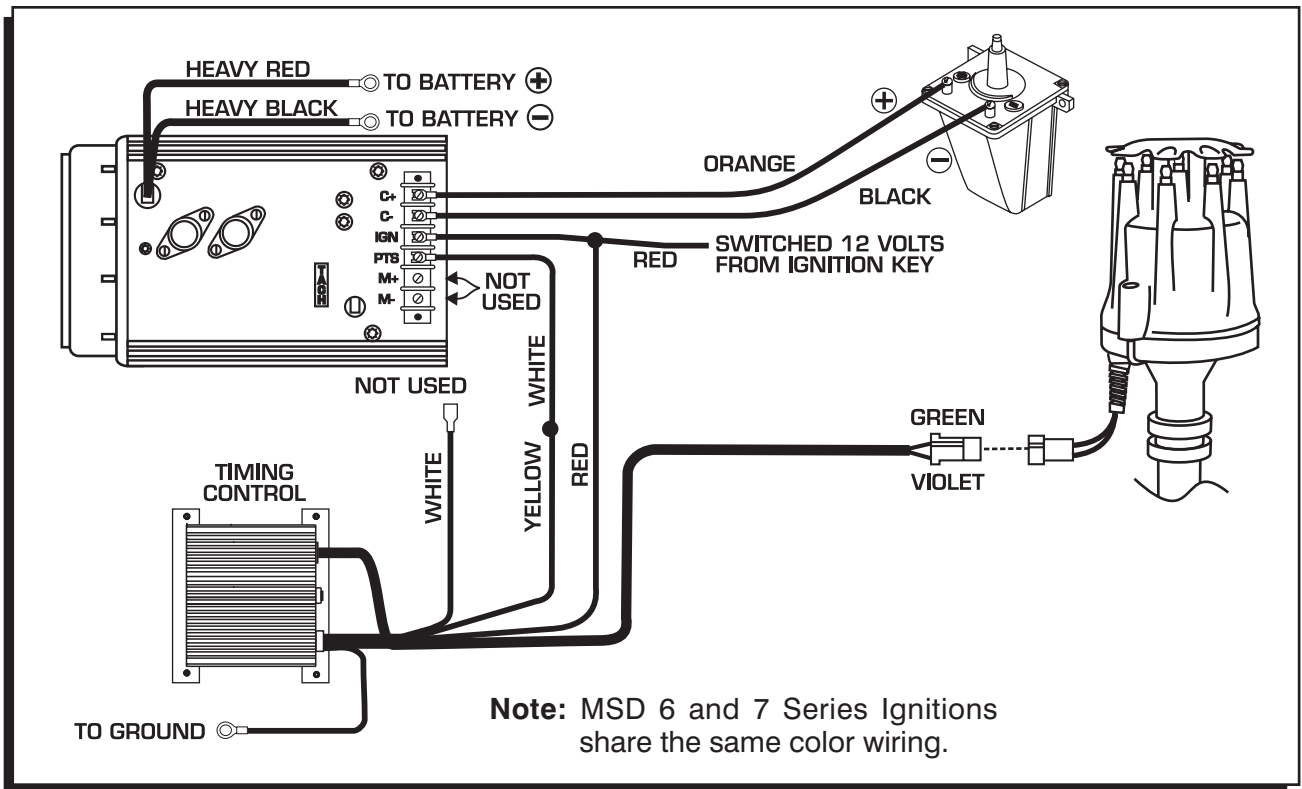 HEAVY RED
TO BATTERY +
HEAVY BLACK
TO BATTERY −
C+
C-
IGN
PTS
M+
M-
TACH
NOT
USED
ORANGE
+
−
BLACK
RED
SWITCHED 12 VOLTS
FROM IGNITION KEY
NOT USED
WHITE
WHITE
YELLOW
RED
GREEN
VIOLET
TIMING
CONTROL
TO GROUND
Note: MSD 6 and 7 Series Ignitions
share the same color wiring.